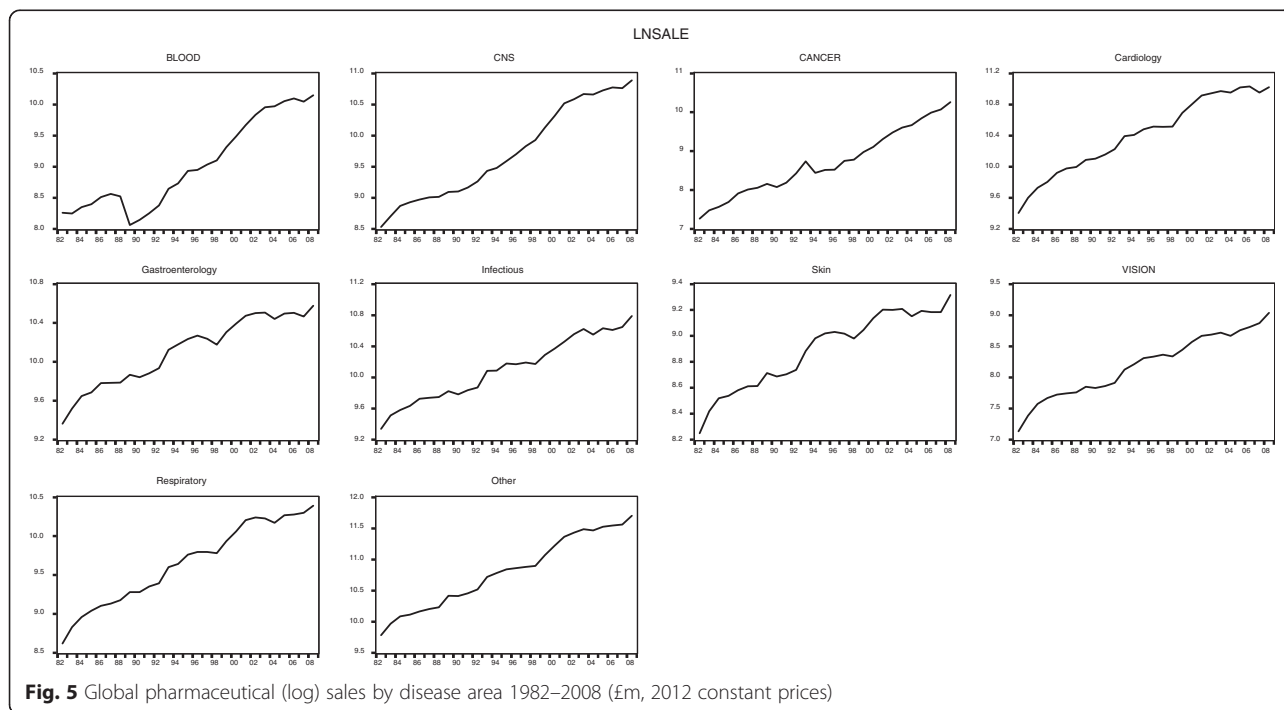 LNSALE
BLOOD CNS CANCER Cardiology
10.5 11.0 11 11.2
10.0 10.5 10 10.8
9.5 10.0 9 10.4
9.0 9.5 8 10.0
8.5 9.0 7 9.6
8.0 8.5 9.2
82 84 86 88 90 92 94 96 98 00 02 04 06 08 82 84 86 88 90 92 94 96 98 00 02 04 06 08 82 84 86 88 90 92 94 96 98 00 02 04 06 08 82 84 86 88 90 92 94 96 98 00 02 04 06 08
Gastroenterology Infectious Skin VISION
10.8 11.2 9.4 9.5
10.4 10.8 9.2 9.0
10.0 10.4 9.0 8.5
9.6 10.0 8.8 8.0
9.2 9.6 8.6 7.5
9.2 8.4 7.0
8.2
82 84 86 88 90 92 94 96 98 00 02 04 06 08 82 84 86 88 90 92 94 96 98 00 02 04 06 08 82 84 86 88 90 92 94 96 98 00 02 04 06 08 82 84 86 88 90 92 94 96 98 00 02 04 06 08
Respiratory Other
10.5 12.0
10.0 11.5
9.5 11.0
9.0 10.5
8.5 10.0
9.5
82 84 86 88 90 92 94 96 98 00 02 04 06 08 82 84 86 88 90 92 94 96 98 00 02 04 06 08
Fig. 5 Global pharmaceutical (log) sales by disease area 1982–2008 (£m, 2012 constant prices)